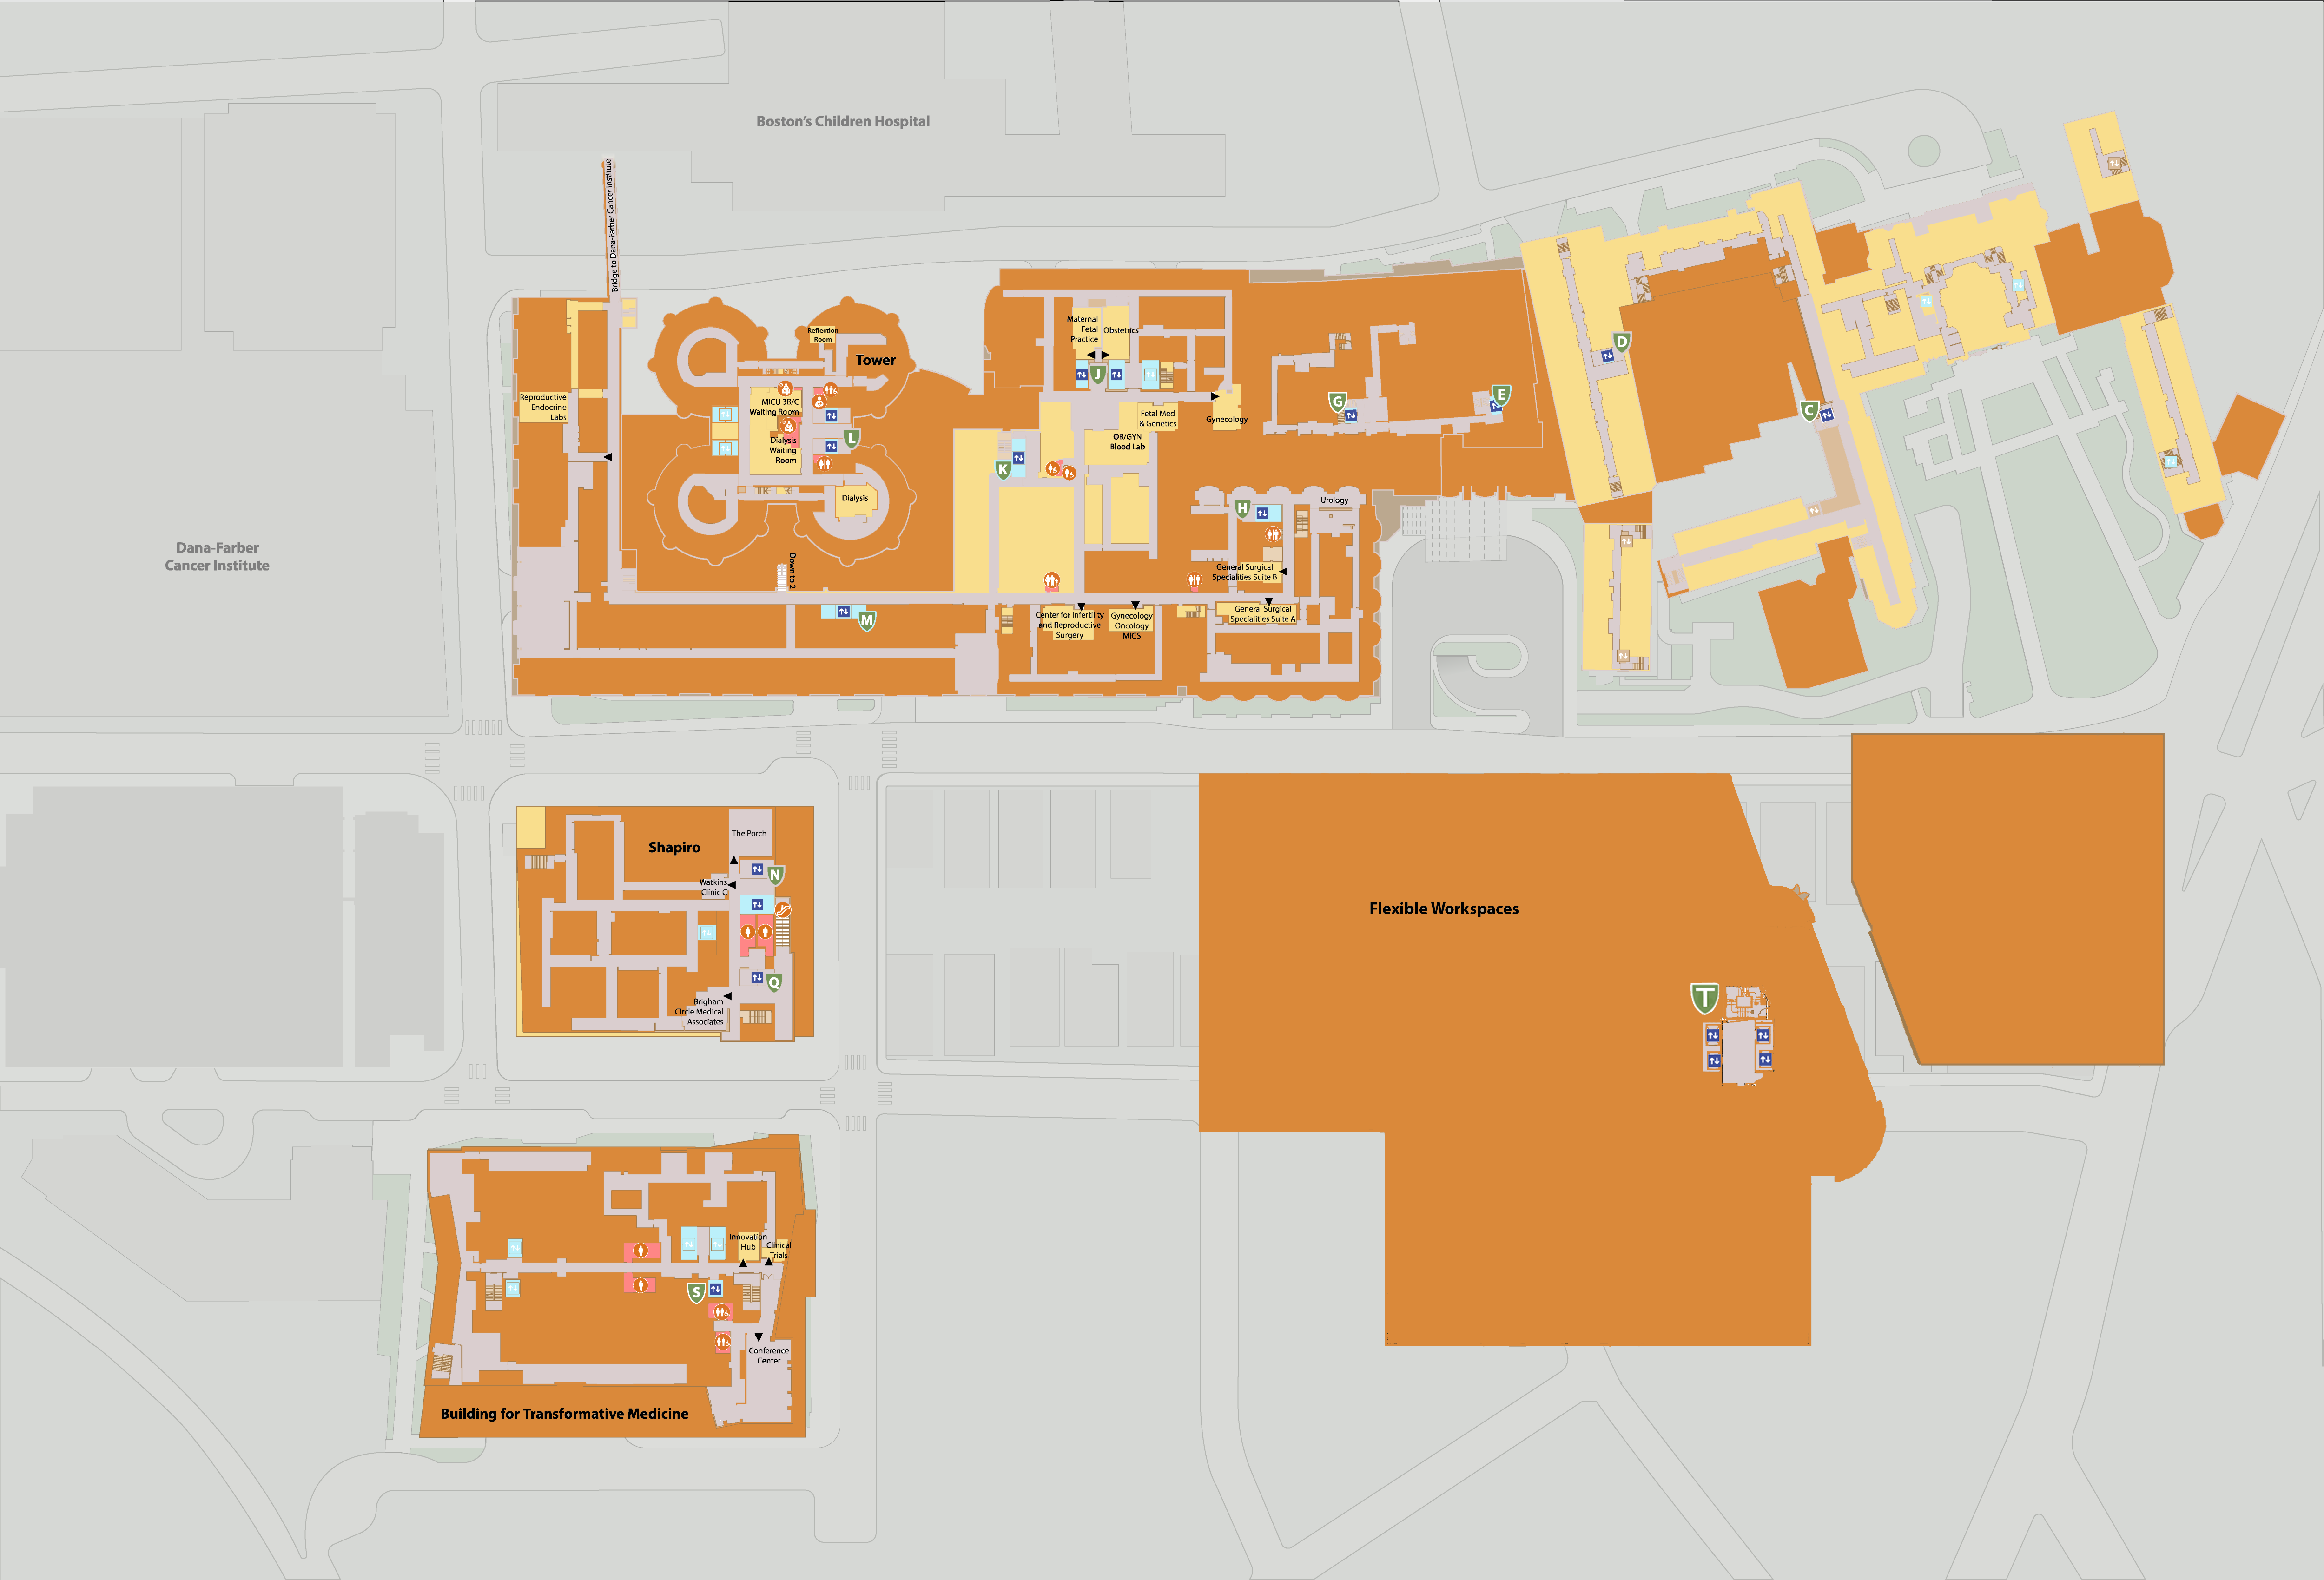 Boston's Children Hospital
Bridge to Dana-Farber Cancer Institute
Reflection
Room
Tower
Maternal
Fetal
Practice
Obstetrics
J
D
Reproductive
Endocrine
Labs
MICU 3B/C
Waiting Room
Dialysis
Waiting
Room
L
Fetal Med
& Genetics
Gynecology
G
E
C
OB/GYN
Blood Lab
K
Dialysis
H
Urology
Dana-Farber
Cancer Institute
Down to 2
General Surgical
Specialities Suite B
M
Center for Infertility
and Reproductive
Surgery
Gynecology
Oncology
MIGS
General Surgical
Specialities Suite A
The Porch
Shapiro
N
Watkins
Clinic C
Q
Brigham
Circle Medical
Associates
Flexible Workspaces
T
Innovation
Hub
Clinical
Trials
S
Conference
Center
Building for Transformative Medicine